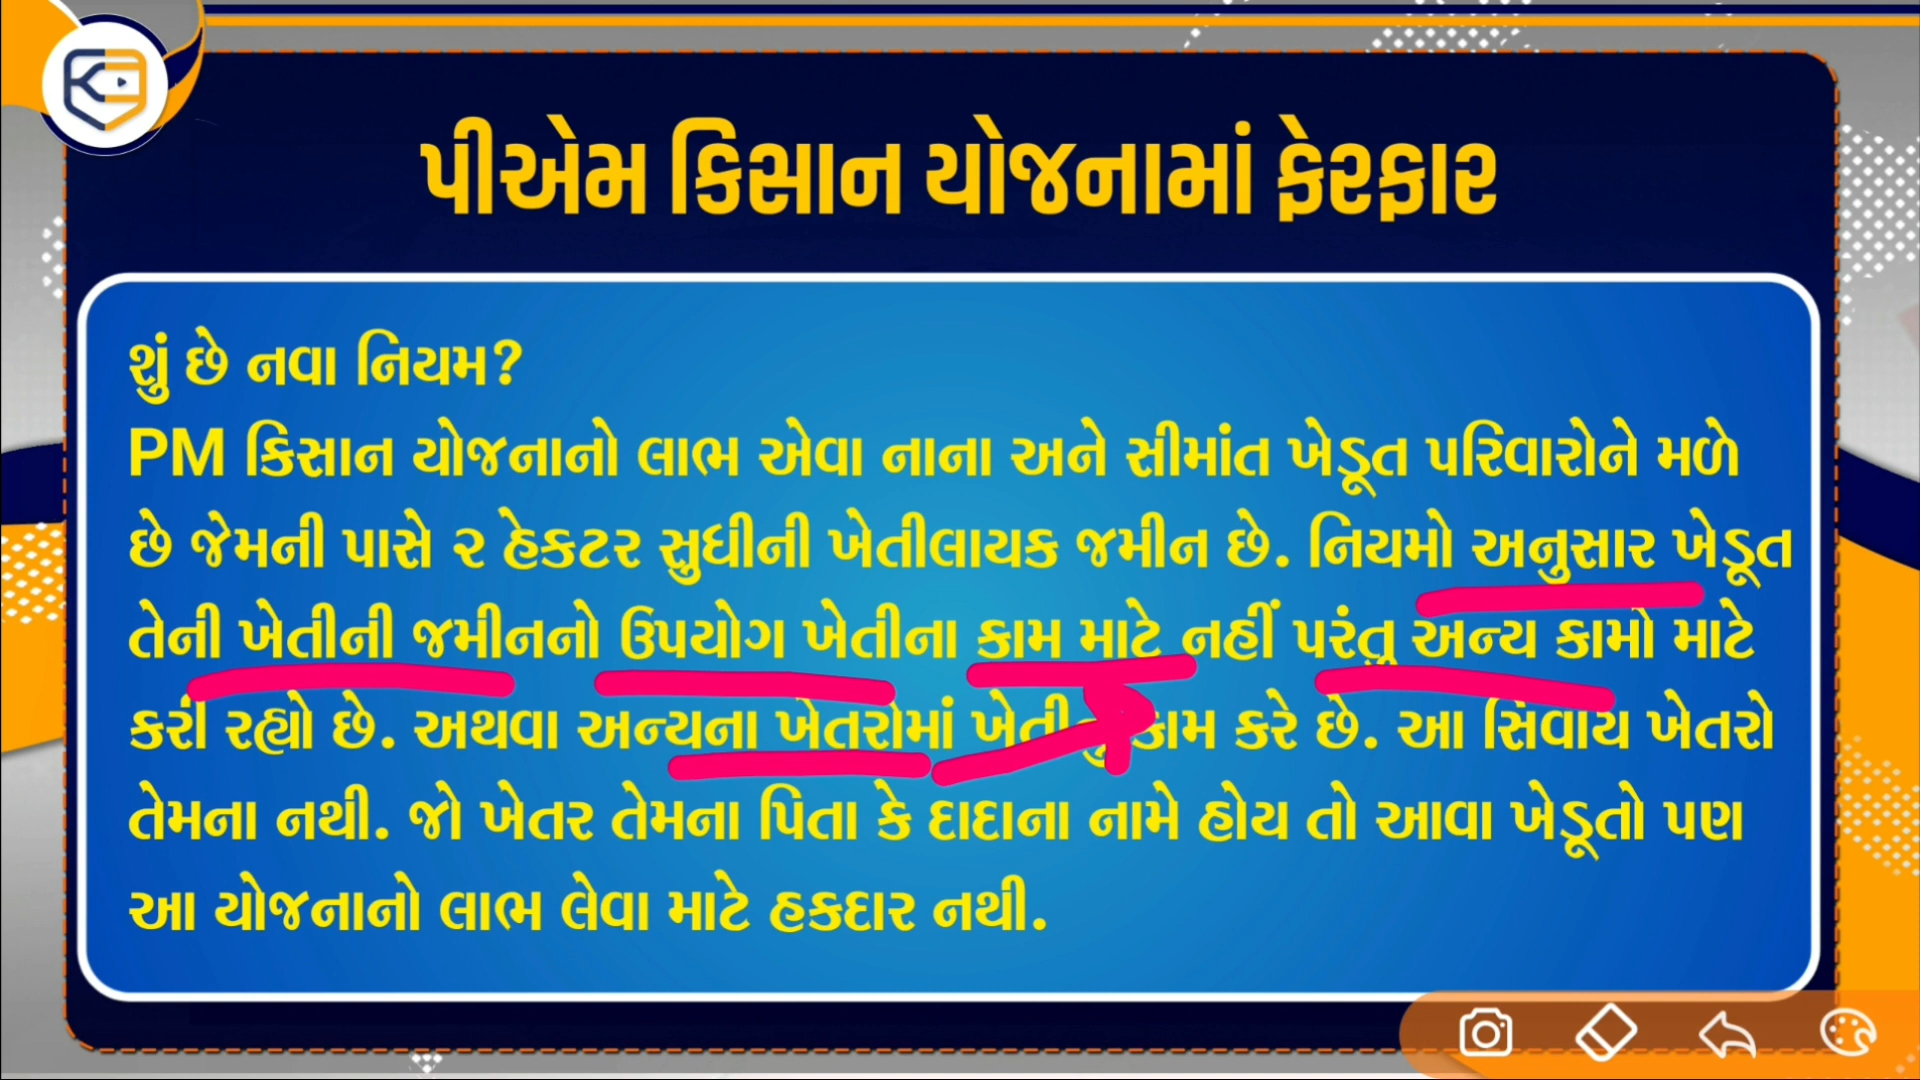 પીએમ કિસાન યોજનામાં ફેરફાર
શું છે નવા નિયમ?
PM કિસાન યોજનાનો લાભ એવા નાના અને સીમાંત ખેડૂત પરિવારોને મળે
છે જેમની પાસે ૨ હેકટર સુધીની ખેતીલાયક જમીન છે. નિયમો અનુસાર ખેડૂત
તેની ખેતીની જમીનનો ઉપયોગ ખેતીના કામ માટે નહીં પરંતુ અન્ય કામો માટે
કરી રહ્યો છે. અથવા અન્યના ખેતરોમાં ખેતીનું કામ કરે છે. આ સિવાય ખેતરો
તેમના નથી. જો ખેતર તેમના પિતા કે દાદાના નામે હોય તો આવા ખેડૂતો પણ
આ યોજનાનો લાભ લેવા માટે હકદાર નથી.